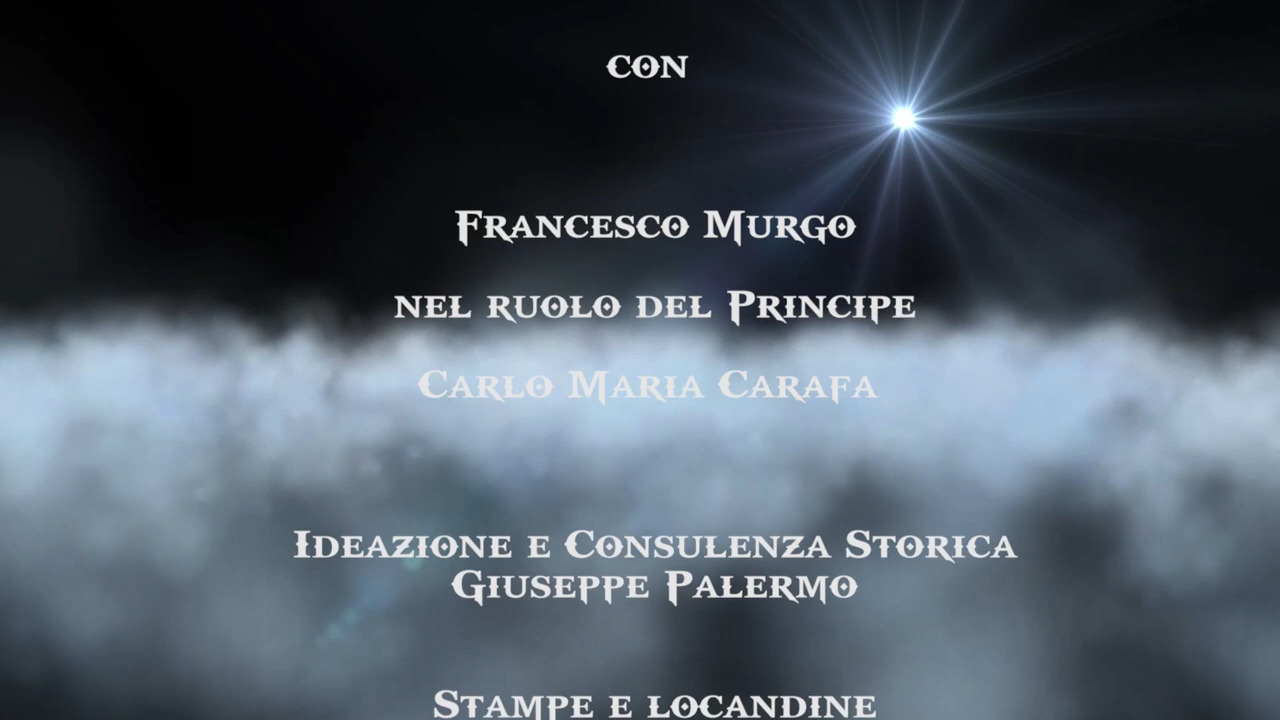 con
Francesco Murgo
nel ruolo del Principe
Carlo Maria Carafa
Ideazione e Consulenza Storica
Giuseppe Palermo
Stampe e locandine